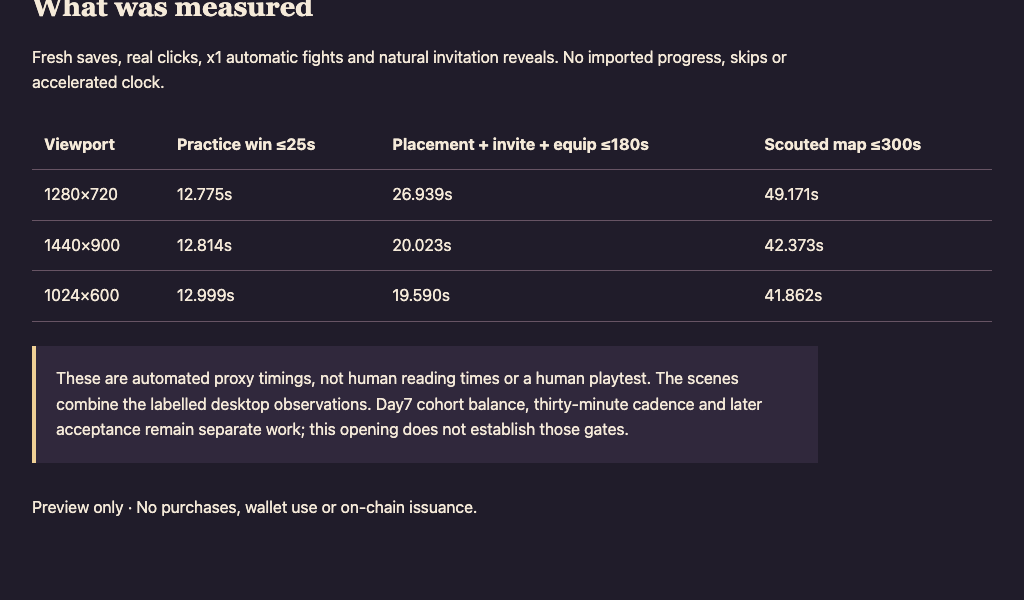 What was measured
Fresh saves, real clicks, x1 automatic fights and natural invitation reveals. No imported progress, skips or
accelerated clock.
Viewport Practice win ≤25s Placement + invite + equip ≤180s Scouted map ≤300s
1280×720 12.775s 26.939s 49.171s
1440×900 12.814s 20.023s 42.373s
1024×600 12.999s 19.590s 41.862s
These are automated proxy timings, not human reading times or a human playtest. The scenes
combine the labelled desktop observations. Day7 cohort balance, thirty-minute cadence and later
acceptance remain separate work; this opening does not establish those gates.
Preview only · No purchases, wallet use or on-chain issuance.